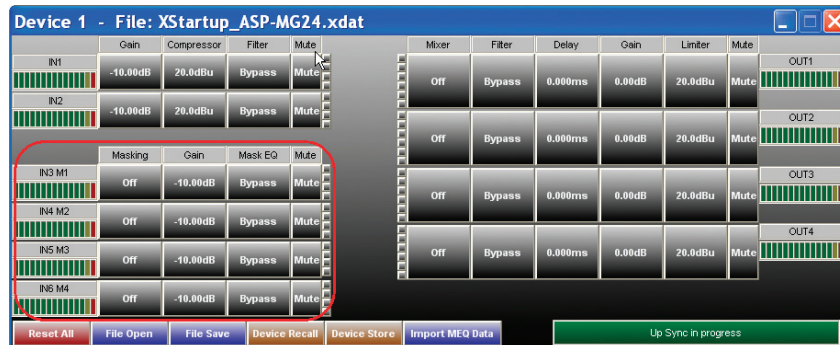 Device 1 - File: XStartup_ASP-MG24.xdat
Gain Compressor Filter Mute Mixer Filter Delay Gain Limiter Mute
IN1 -10.00dB 20.0dBu Bypass Mute Off Bypass 0.000ms 0.00dB 20.0dBu Mute OUT1
IN2 -10.00dB 20.0dBu Bypass Mute Off Bypass 0.000ms 0.00dB 20.0dBu Mute OUT2
Masking Gain Mask EQ Mute
IN3 M1 Off -10.00dB Bypass Mute Off Bypass 0.000ms 0.00dB 20.0dBu Mute OUT3
IN4 M2 Off -10.00dB Bypass Mute
IN5 M3 Off -10.00dB Bypass Mute Off Bypass 0.000ms 0.00dB 20.0dBu Mute OUT4
IN6 M4 Off -10.00dB Bypass Mute
Reset All File Open File Save Device Recall Device Store Import MEQ Data Up Sync in progress